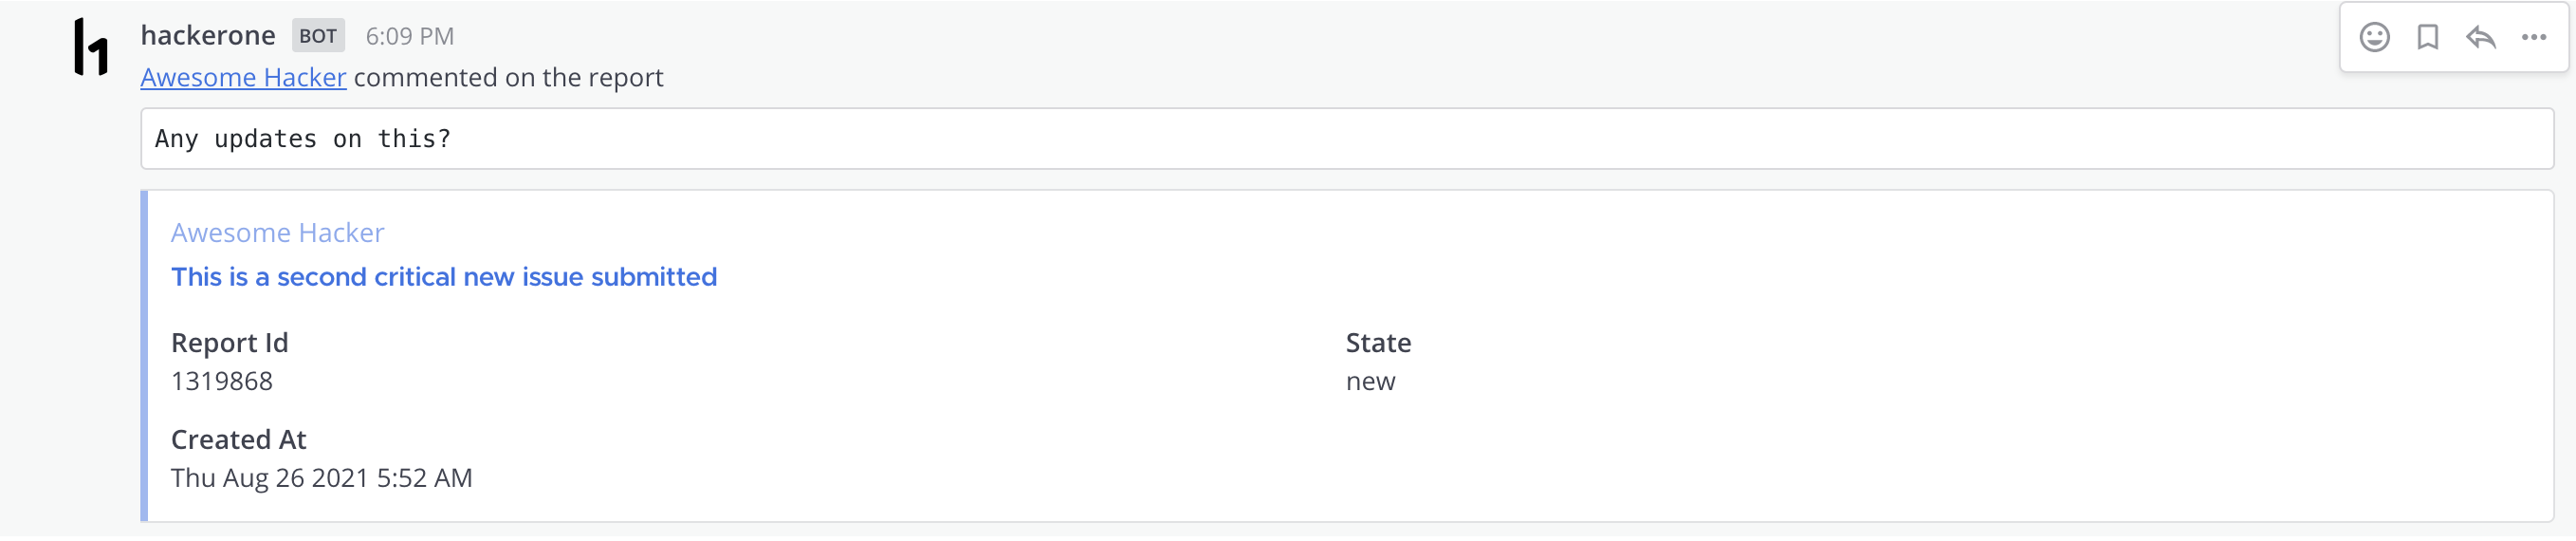 hackerone BOT 6:09 PM
Awesome Hacker commented on the report
Any updates on this?
Awesome Hacker
This is a second critical new issue submitted
Report Id State
1319868 new
Created At
Thu Aug 26 2021 5:52 AM